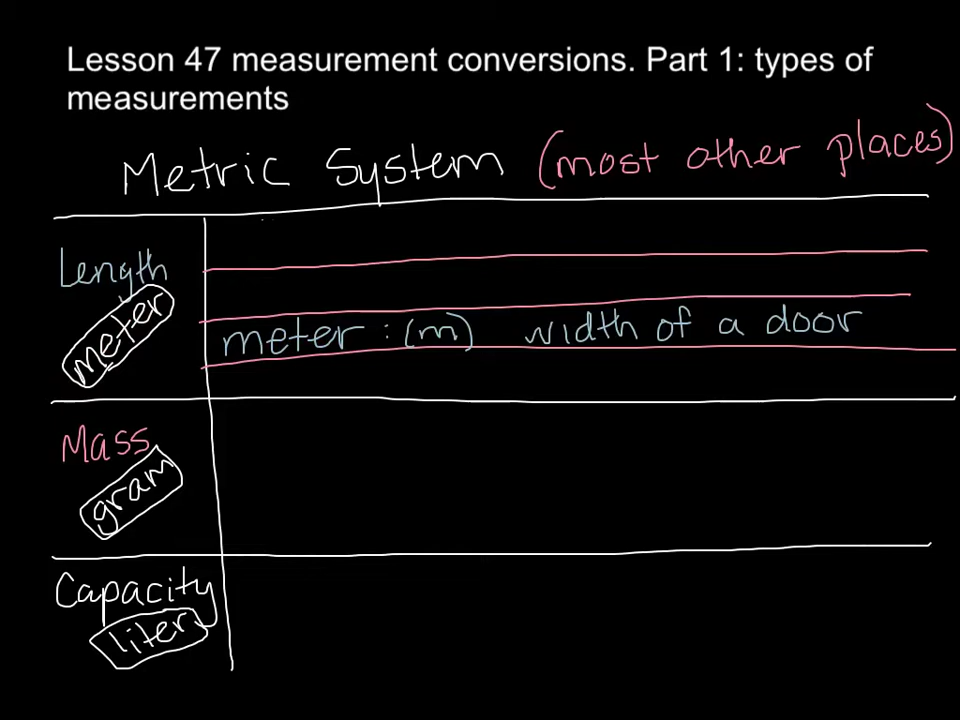 Lesson 47 measurement conversions. Part 1: types of
measurements
Metric System (most other places)
Length
meter
meter : (m) width of a door
Mass
gram
Capacity
liter